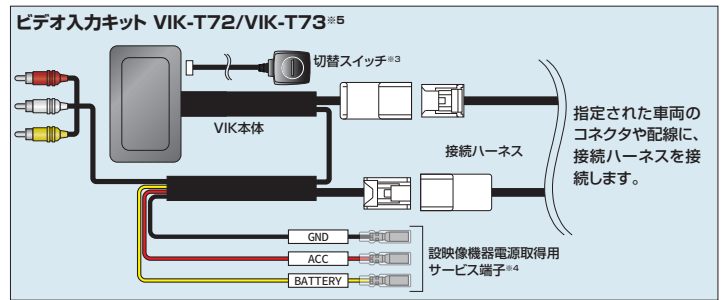 ビデオ入力キット VIK-T72/VIK-T73※5
切替スイッチ※3
VIK本体
接続ハーネス
指定された車両の
コネクタや配線に、
接続ハーネスを接
続します。
GND
ACC
BATTERY
設映像機器電源取得用
サービス端子※4